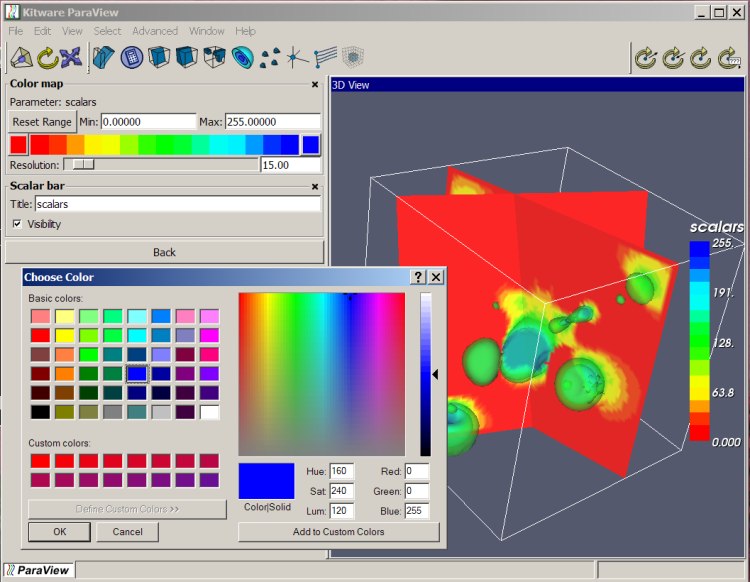 Kitware ParaView
File Edit View Select Advanced Window Help
Color map
Parameter: scalars
Reset Range Min: 0.00000 Max: 255.00000
Resolution: 15.00
Scalar bar
Title: scalars
Visibility
Back
3D View
scalars
255.
191.
128.
63.8
0.000
Choose Color
Basic colors:
Custom colors:
Define Custom Colors >>
OK Cancel
Color|Solid
Hue: 160 Red: 0
Sat: 240 Green: 0
Lum: 120 Blue: 255
Add to Custom Colors
ParaView